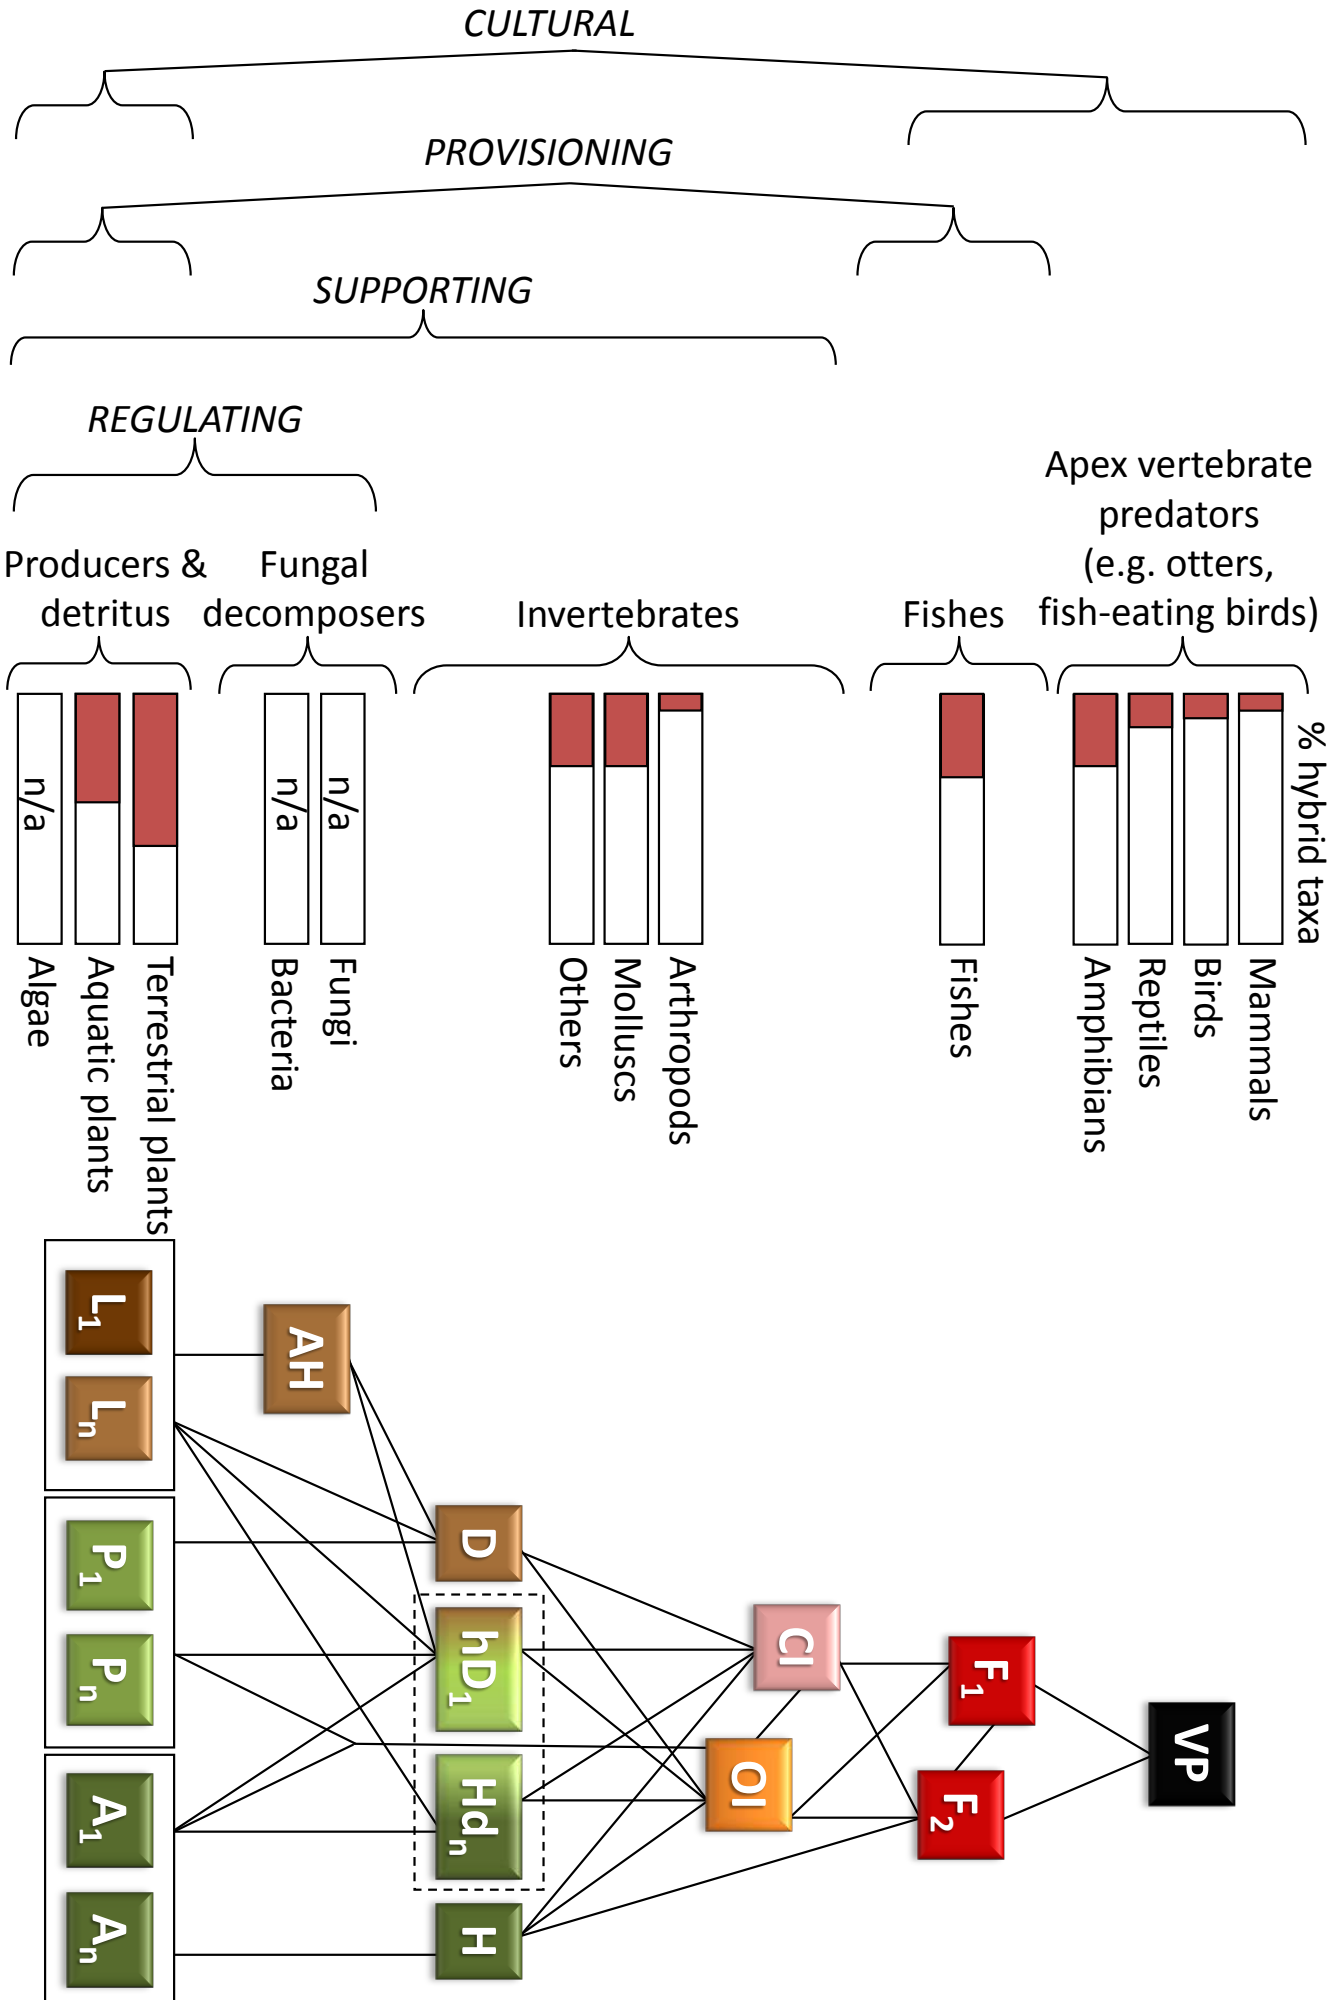 CULTURAL
PROVISIONING
SUPPORTING
REGULATING
Apex vertebrate
predators
(e.g. otters,
fish-eating birds)
Producers &
detritus
Fungal
decomposers
Invertebrates
Fishes
% hybrid taxa
n/a
n/a
n/a
Algae
Aquatic plants
Terrestrial plants
Bacteria
Fungi
Others
Molluscs
Arthropods
Fishes
Amphibians
Reptiles
Birds
Mammals
L1
Ln
P1
Pn
A1
An
AH
D
hD1
Hdn
H
CI
OI
F1
F2
VP